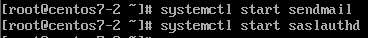 [root@centos7-2 ~]# systemctl start sendmail
[root@centos7-2 ~]# systemctl start saslauthd